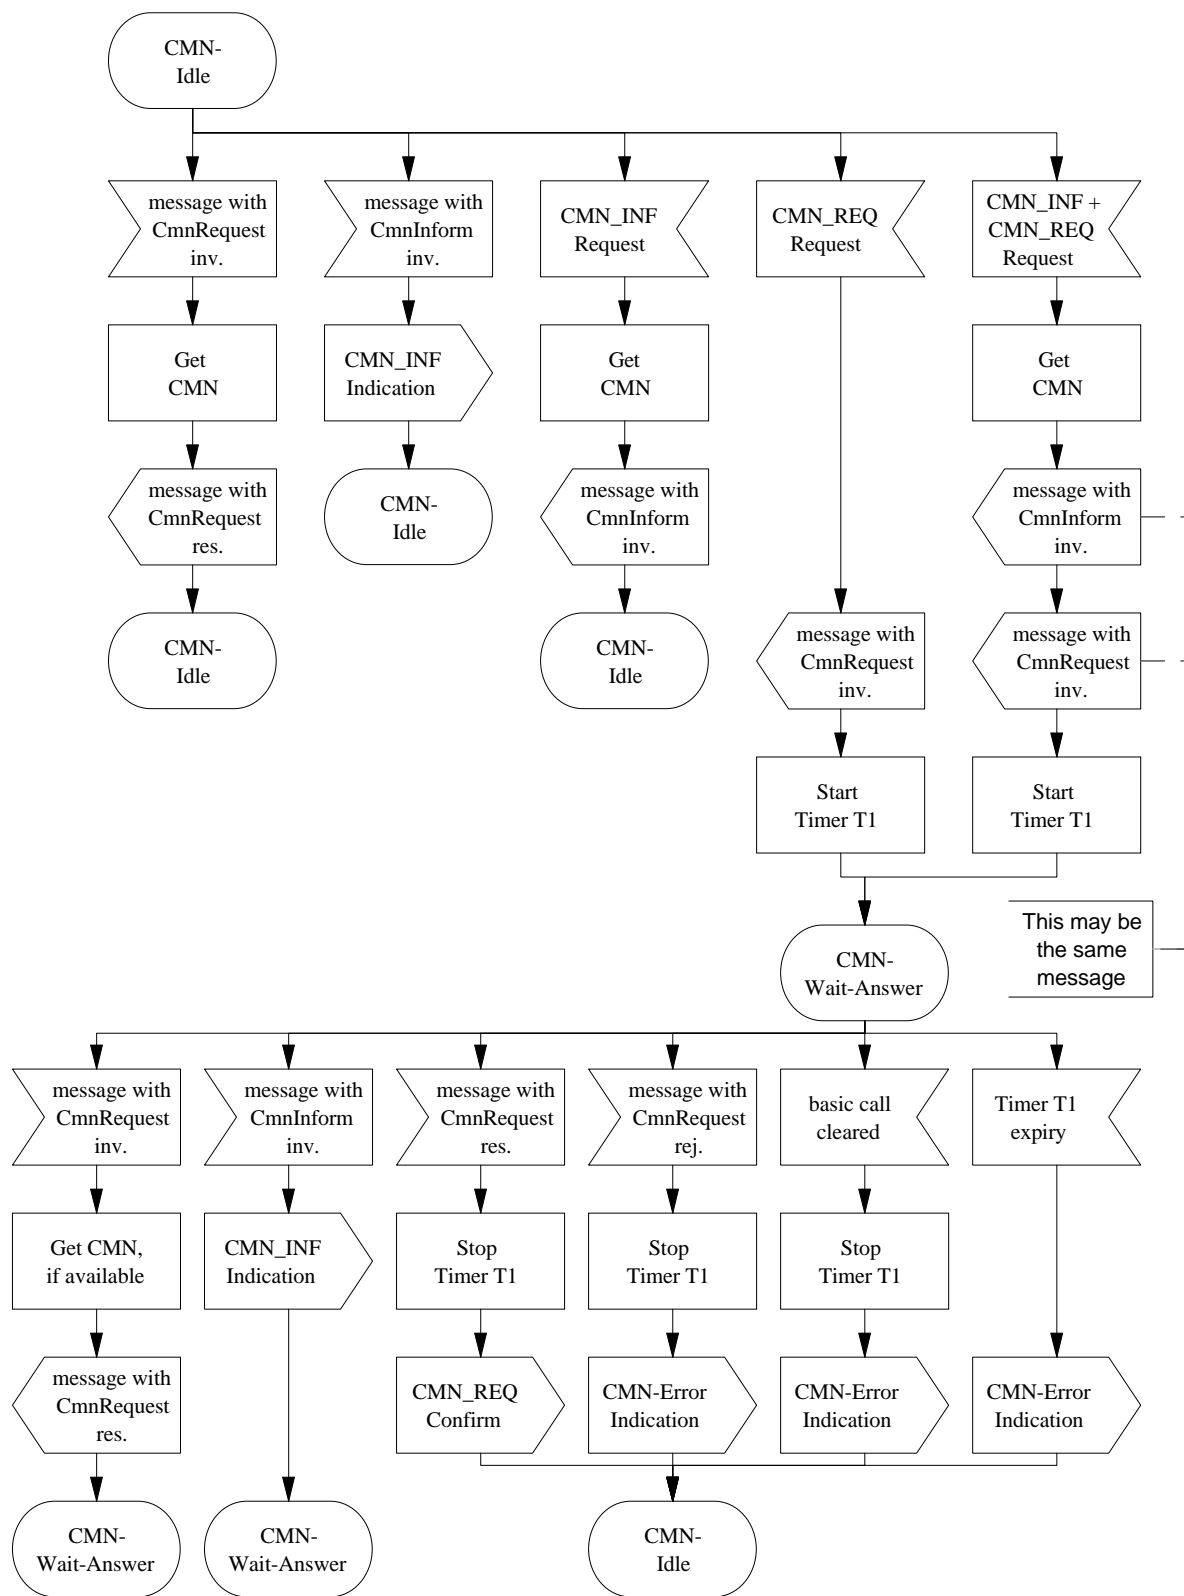 CMN-
Idle
message with
CmnRequest
inv.
message with
CmnInform
inv.
CMN_INF
Request
CMN_REQ
Request
CMN_INF +
CMN_REQ
Request
Get
CMN
CMN_INF
Indication
Get
CMN
Get
CMN
message with
CmnRequest
res.
CMN-
Idle
message with
CmnInform
inv.
message with
CmnInform
inv.
CMN-
Idle
CMN-
Idle
message with
CmnRequest
inv.
message with
CmnRequest
inv.
Start
Timer T1
Start
Timer T1
CMN-
Wait-Answer
This may be
the same
message
message with
CmnRequest
inv.
message with
CmnInform
inv.
message with
CmnRequest
res.
message with
CmnRequest
rej.
basic call
cleared
Timer T1
expiry
Get CMN,
if available
CMN_INF
Indication
Stop
Timer T1
Stop
Timer T1
Stop
Timer T1
message with
CmnRequest
res.
CMN_REQ
Confirm
CMN-Error
Indication
CMN-Error
Indication
CMN-Error
Indication
CMN-
Wait-Answer
CMN-
Wait-Answer
CMN-
Idle